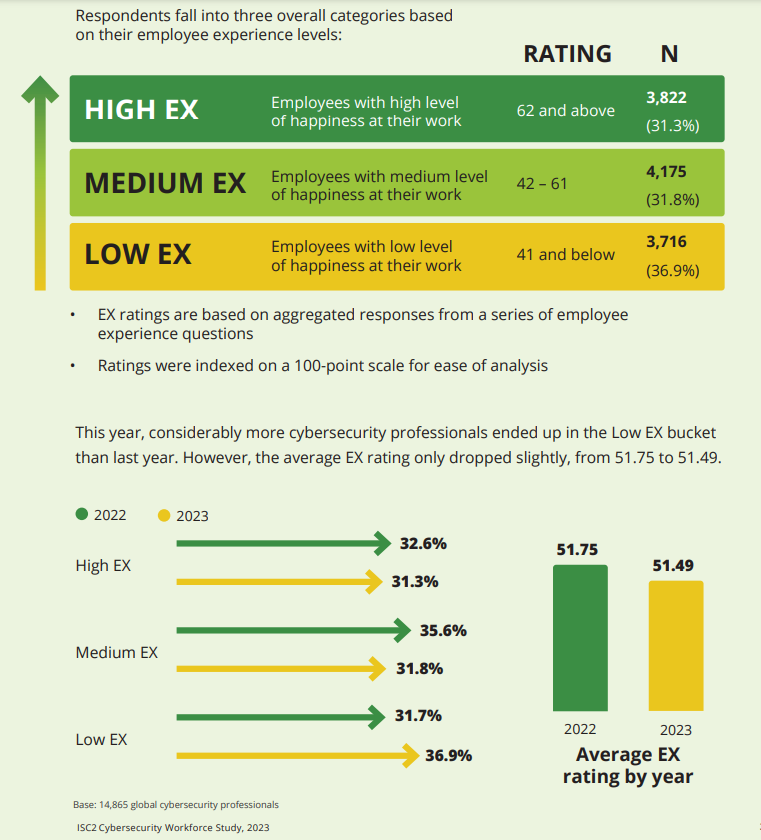 Respondents fall into three overall categories based
on their employee experience levels:
RATING N
HIGH EX Employees with high level
of happiness at their work 62 and above 3,822
(31.3%)
MEDIUM EX Employees with medium level
of happiness at their work 42 – 61 4,175
(31.8%)
LOW EX Employees with low level
of happiness at their work 41 and below 3,716
(36.9%)
• EX ratings are based on aggregated responses from a series of employee
experience questions
• Ratings were indexed on a 100-point scale for ease of analysis
This year, considerably more cybersecurity professionals ended up in the Low EX bucket
than last year. However, the average EX rating only dropped slightly, from 51.75 to 51.49.
2022 2023
High EX
32.6%
31.3%
Medium EX
35.6%
31.8%
Low EX
31.7%
36.9%
51.75
51.49
2022 2023
Average EX
rating by year
Base: 14,865 global cybersecurity professionals
ISC2 Cybersecurity Workforce Study, 2023